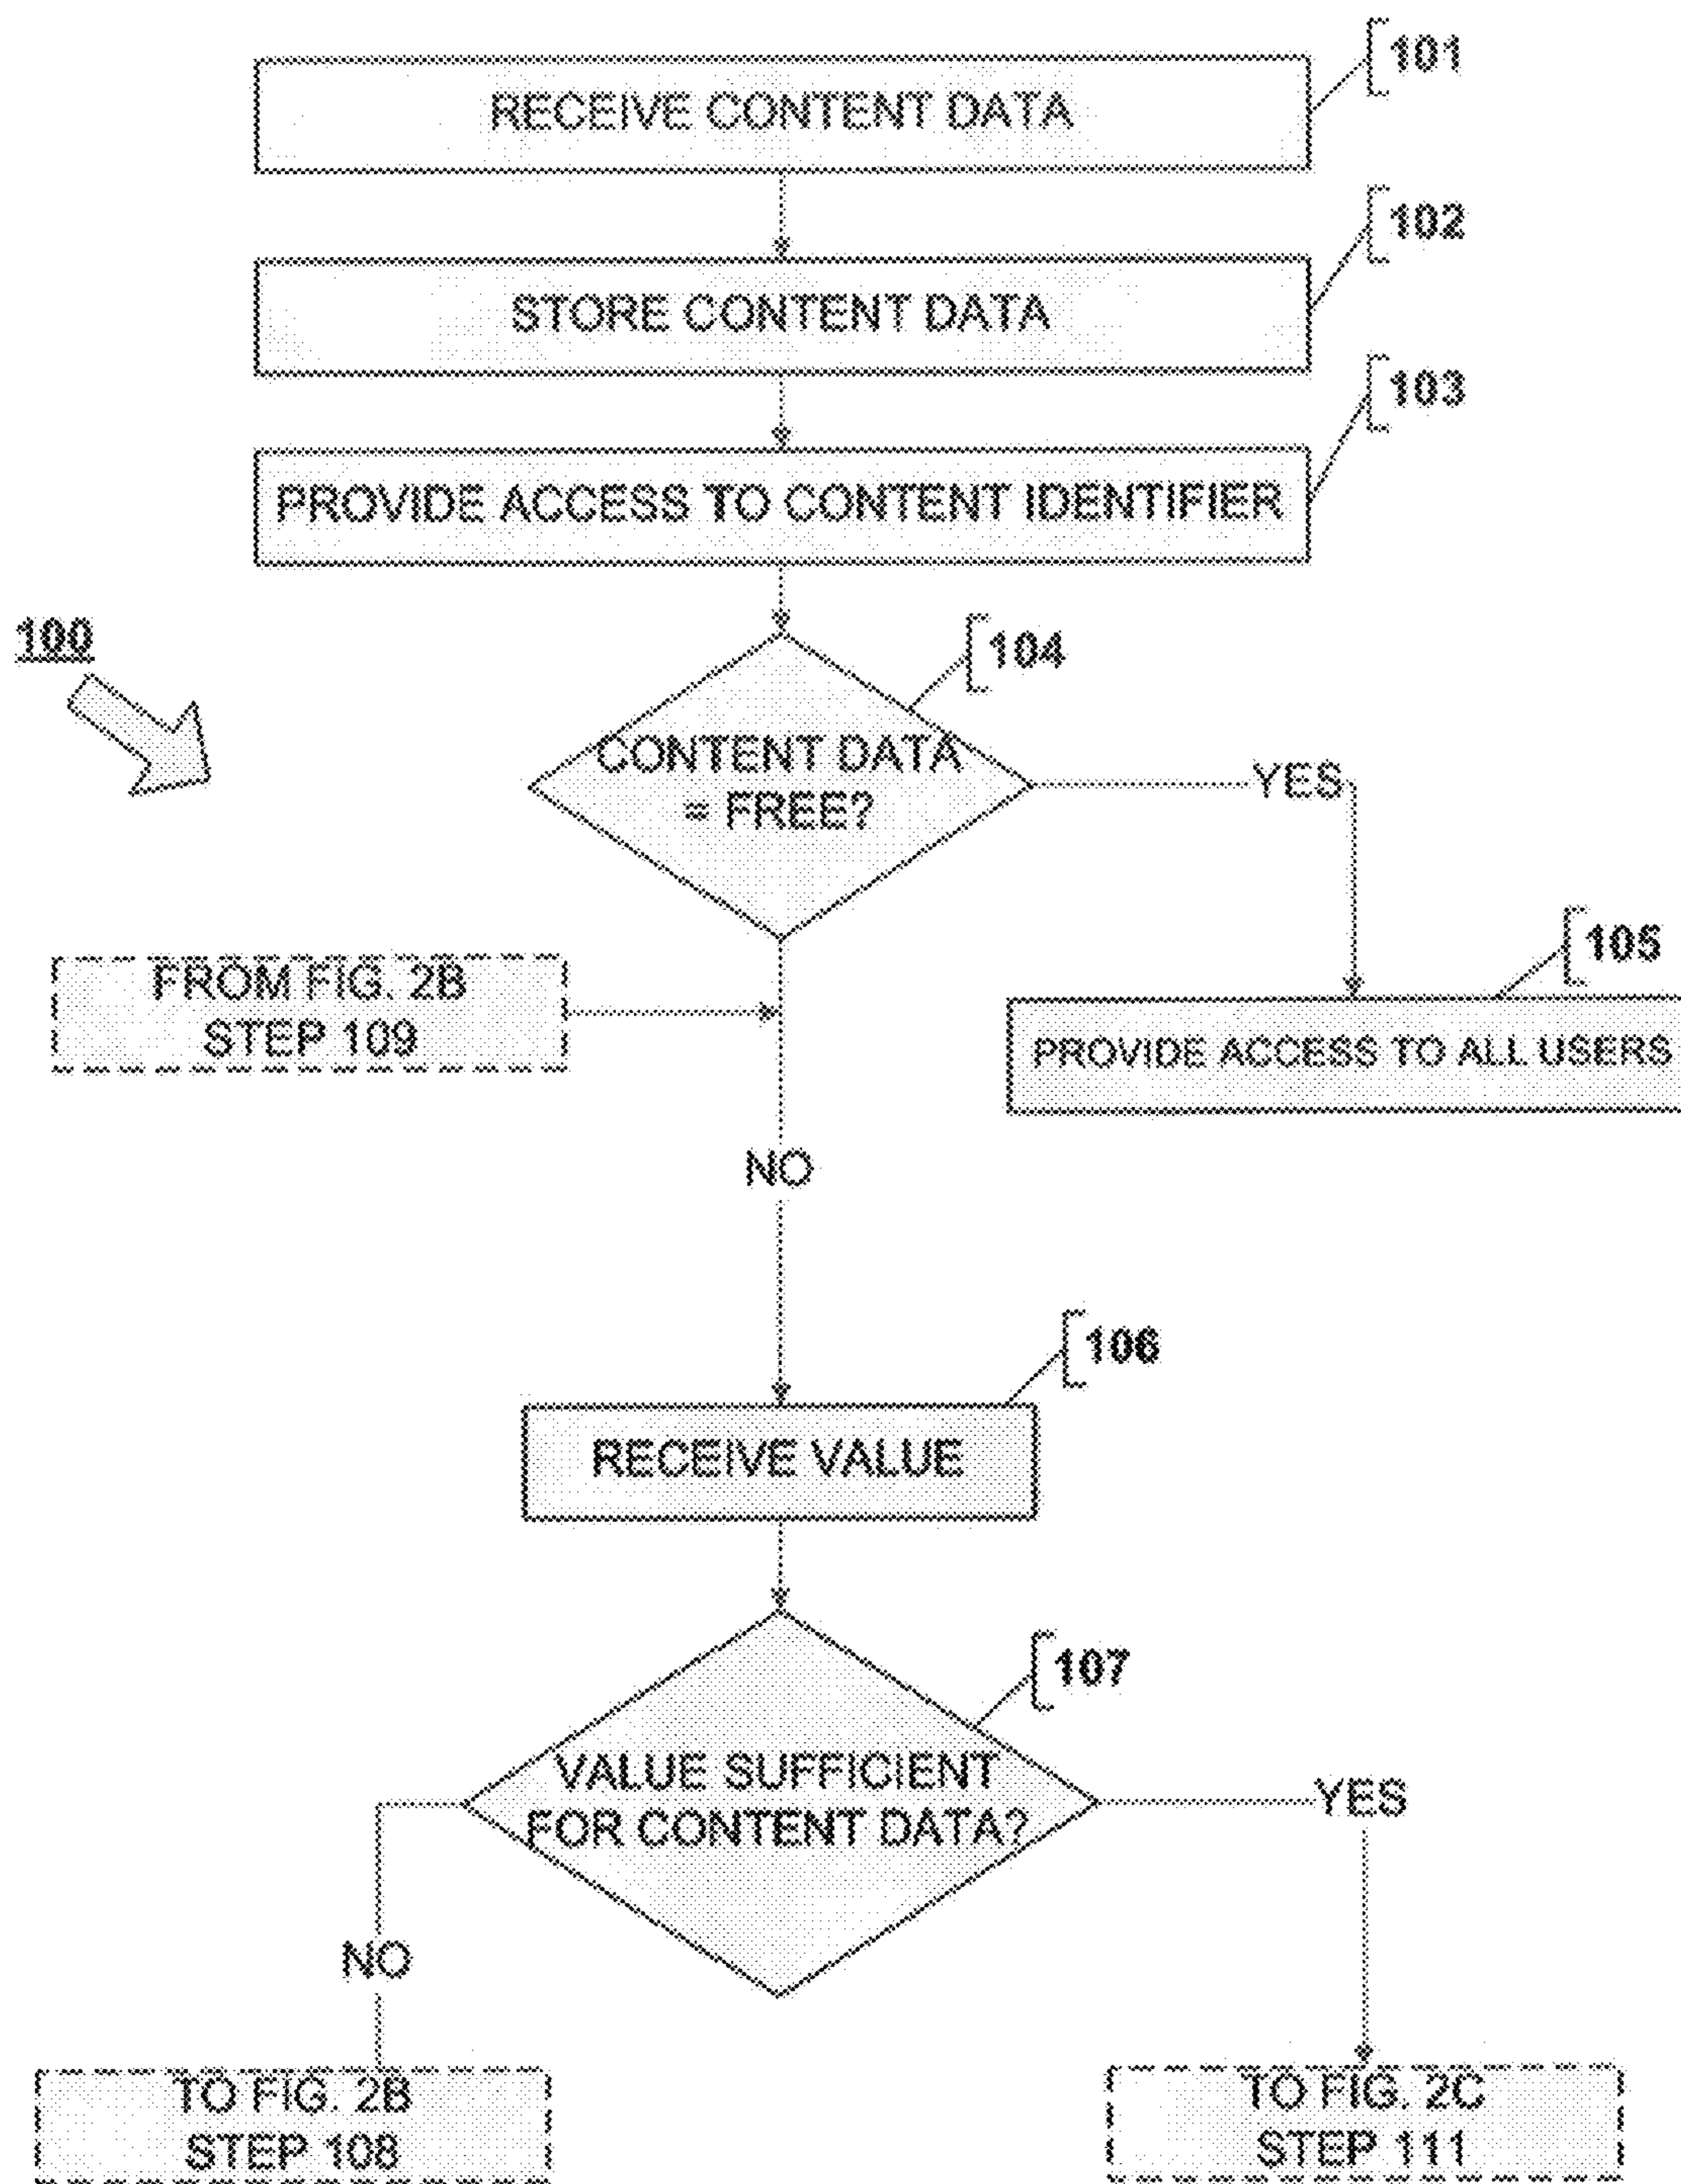 101
RECEIVE CONTENT DATA
102
STORE CONTENT DATA
103
PROVIDE ACCESS TO CONTENT IDENTIFIER
100
104
CONTENT DATA
= FREE?
YES
FROM FIG. 2B
STEP 109
105
PROVIDE ACCESS TO ALL USERS
NO
106
RECEIVE VALUE
107
VALUE SUFFICIENT
FOR CONTENT DATA?
YES
NO
TO FIG. 2B
STEP 108
TO FIG. 2C
STEP 111